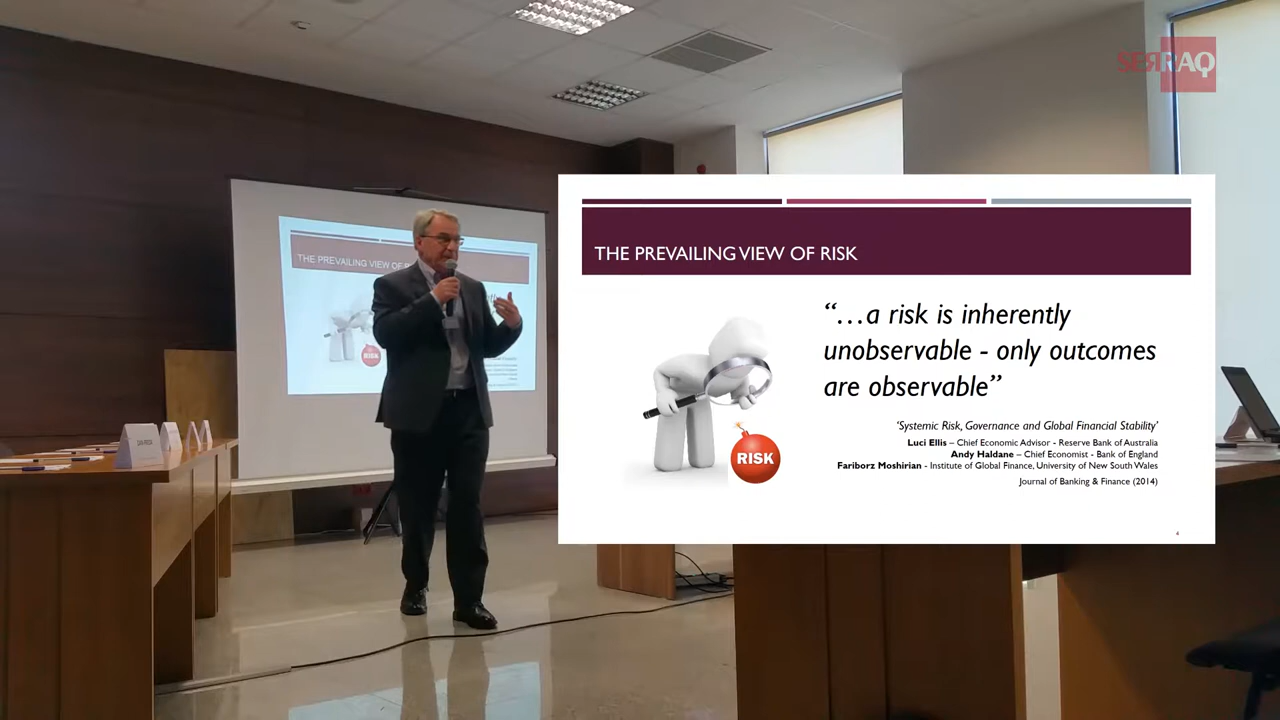 SERRAQ
THE PREVAILING VIEW OF RISK
“…a risk is inherently
unobservable - only outcomes
are observable”
‘Systemic Risk, Governance and Global Financial Stability’
Luci Ellis – Chief Economic Advisor - Reserve Bank of Australia
Andy Haldane – Chief Economist - Bank of England
Fariborz Moshirian - Institute of Global Finance, University of New South Wales
Journal of Banking & Finance (2014)
RISK
4
THE PREVAILING VIEW OF R
RISK